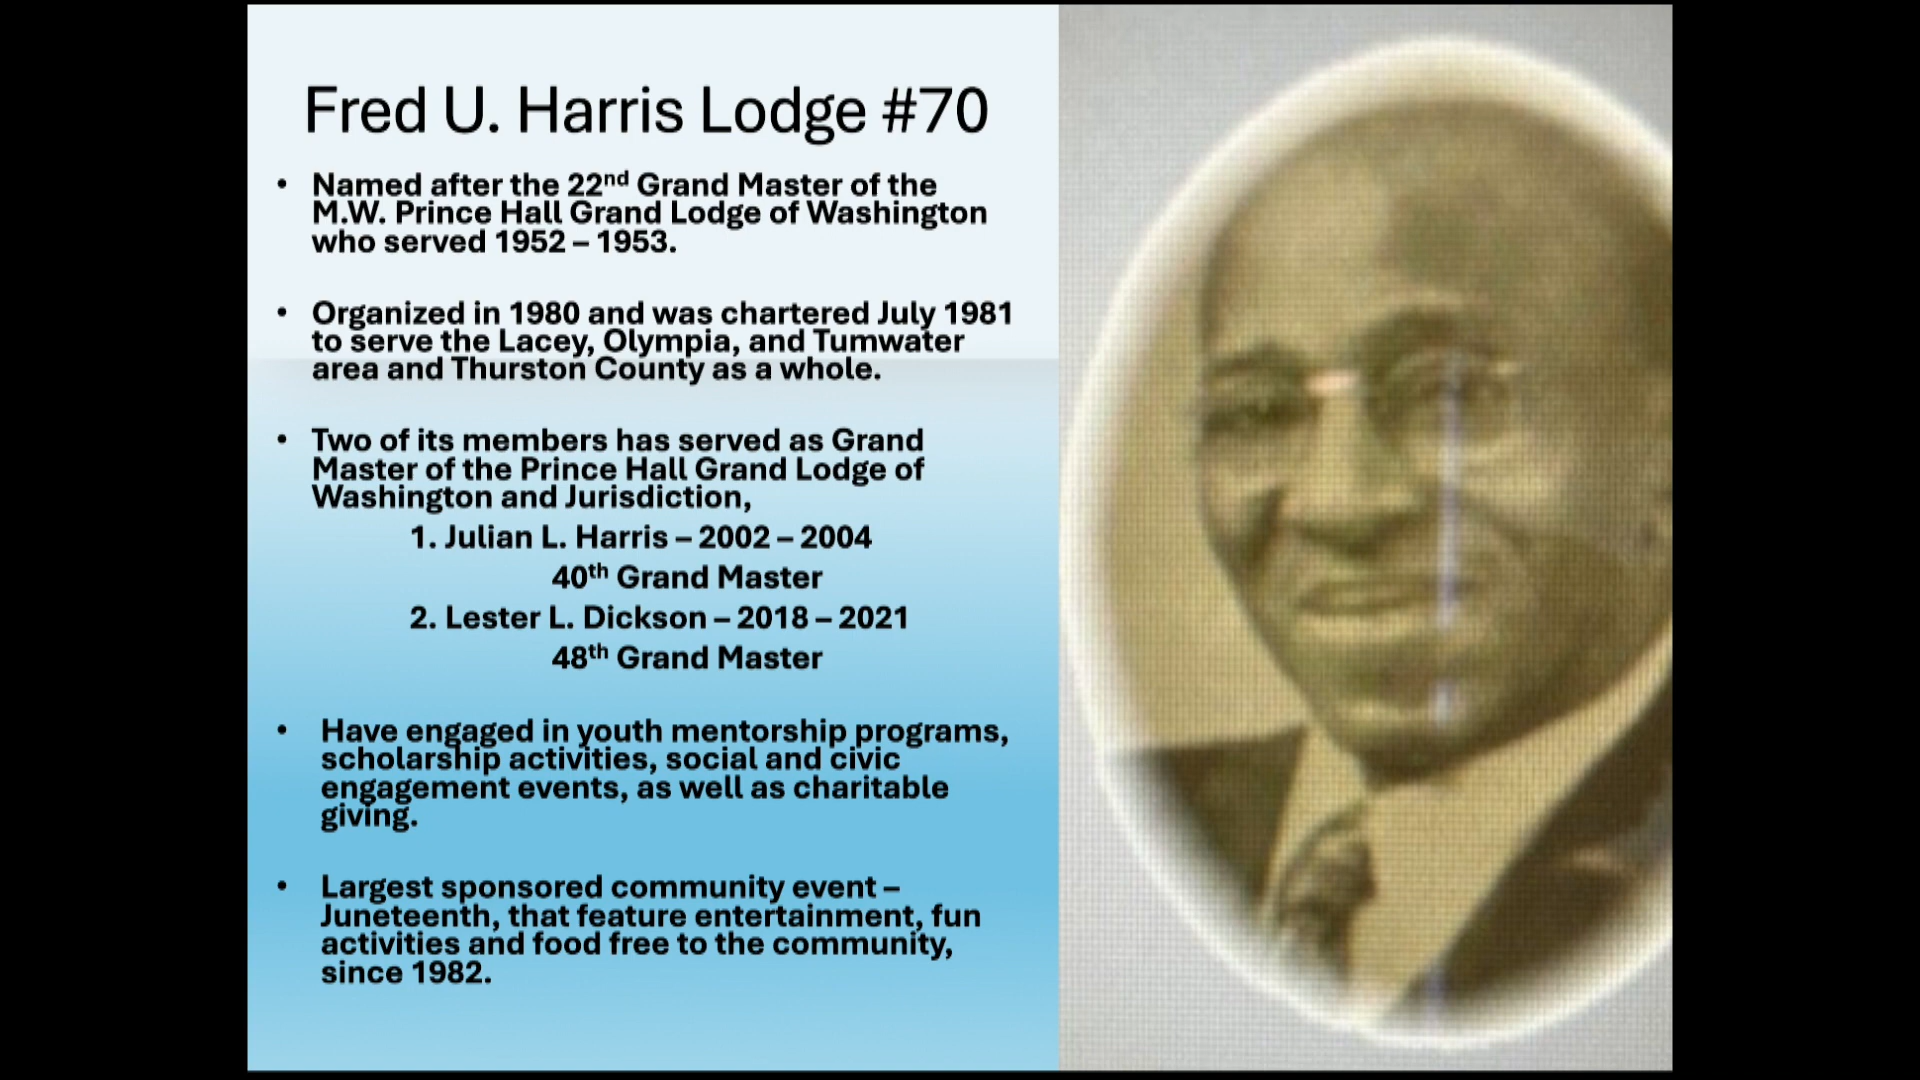 Fred U. Harris Lodge #70
• Named after the 22nd Grand Master of the
M.W. Prince Hall Grand Lodge of Washington
who served 1952 – 1953.
• Organized in 1980 and was chartered July 1981
to serve the Lacey, Olympia, and Tumwater
area and Thurston County as a whole.
• Two of its members has served as Grand
Master of the Prince Hall Grand Lodge of
Washington and Jurisdiction,
1. Julian L. Harris – 2002 – 2004
40th Grand Master
2. Lester L. Dickson – 2018 – 2021
48th Grand Master
• Have engaged in youth mentorship programs,
scholarship activities, social and civic
engagement events, as well as charitable
giving.
• Largest sponsored community event –
Juneteenth, that feature entertainment, fun
activities and food free to the community,
since 1982.